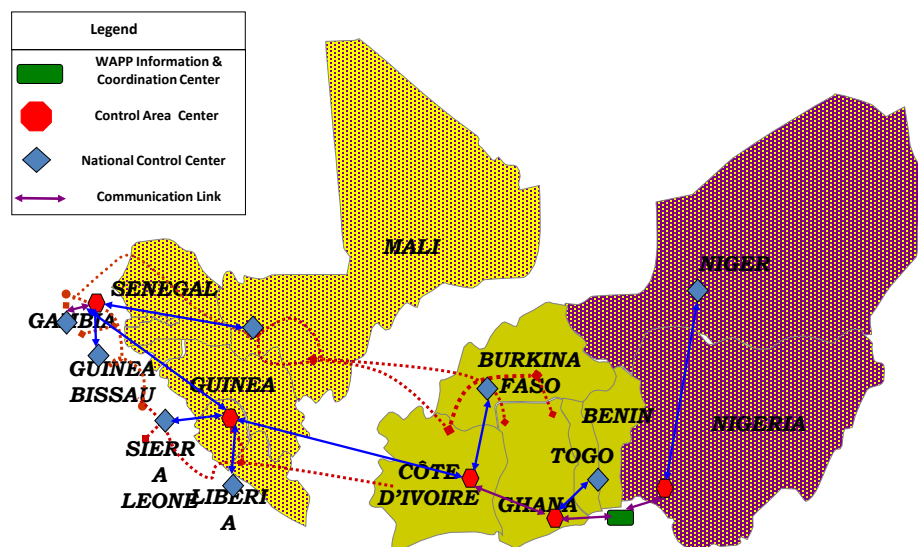 Legend
WAPP Information &
Coordination Center
Control Area Center
National Control Center
Communication Link
MALI
NIGER
SENEGAL
GAMBIA
BURKINA
FASO
GUINEA
BISSAU
GUINEA
BENIN
NIGERIA
SIERR
A
LEONE
TOGO
CÔTE
D'IVOIRE
GHANA
LIBERI
A